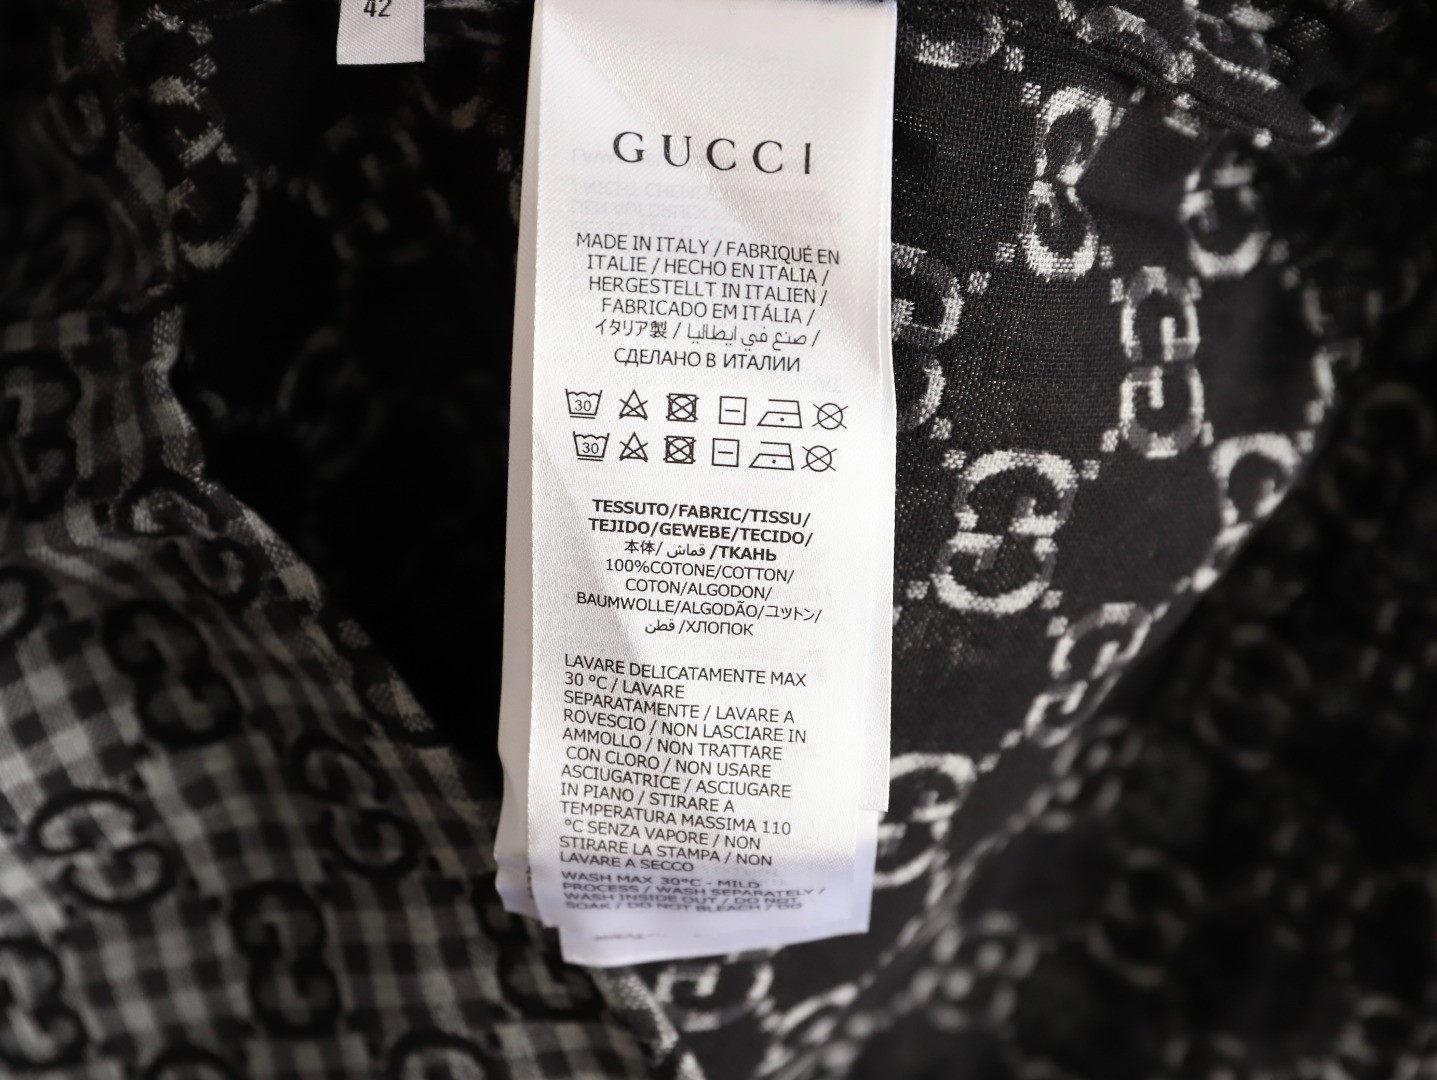 42
GUCCI
MADE IN ITALY / FABRIQUÉ EN
ITALIE / HECHO EN ITALIA /
HERGESTELLT IN ITALIEN /
FABRICADO EM ITÁLIA /
イタリア製 / صنع في ايطاليا /
СДЕЛАНО В ИТАЛИИ
30
30
TESSUTO/FABRIC/TISSU/
TEJIDO/GEWEBE/TECIDO/
本体/ قماش /ТКАНЬ
100%COTONE/COTTON/
COTON/ALGODON/
BAUMWOLLE/ALGODÃO/コットン/
قطن /ХЛОПОК
LAVARE DELICATAMENTE MAX
30 °C / LAVARE
SEPARATAMENTE / LAVARE A
ROVESCIO / NON LASCIARE IN
AMMOLLO / NON TRATTARE
CON CLORO / NON USARE
ASCIUGATRICE / ASCIUGARE
IN PIANO / STIRARE A
TEMPERATURA MASSIMA 110
°C SENZA VAPORE / NON
STIRARE LA STAMPA / NON
LAVARE A SECCO
WASH MAX 30°C - MILD
PROCESS / WASH SEPARATELY /
WASH INSIDE OUT / DO NOT
SOAK / DO NOT BLEACH / DO